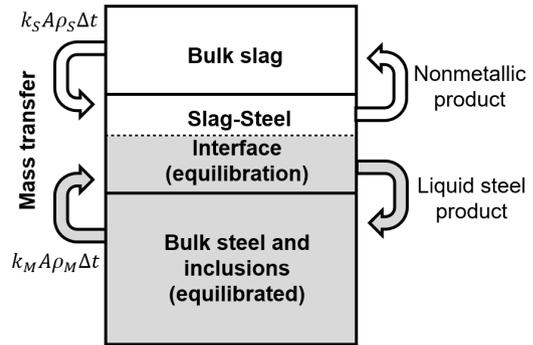 k_S Aρ_S Δt
Bulk slag
Nonmetallic
product
Slag-Steel
Interface
(equilibration)
Mass transfer
Liquid steel
product
Bulk steel and
inclusions
(equilibrated)
k_M Aρ_M Δt